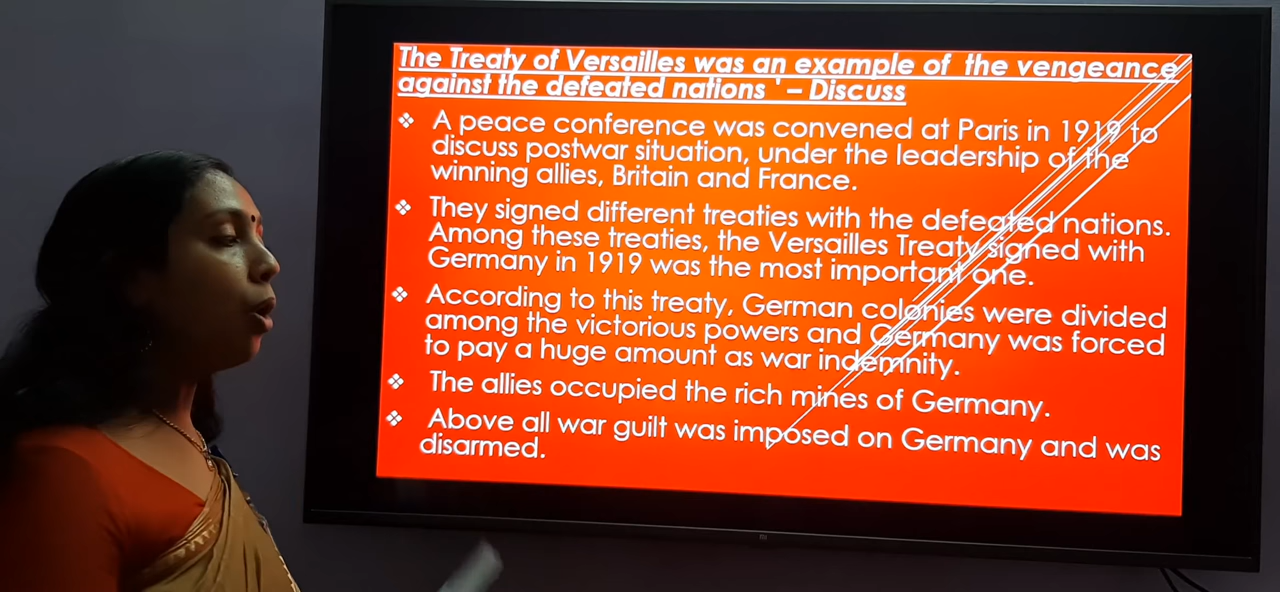 The Treaty of Versailles was an example of the vengeance
against the defeated nations ' – Discuss
❖ A peace conference was convened at Paris in 1919 to
discuss postwar situation, under the leadership of the
winning allies, Britain and France.
❖ They signed different treaties with the defeated nations.
Among these treaties, the Versailles Treaty signed with
Germany in 1919 was the most important one.
❖ According to this treaty, German colonies were divided
among the victorious powers and Germany was forced
to pay a huge amount as war indemnity.
❖ The allies occupied the rich mines of Germany.
❖ Above all war guilt was imposed on Germany and was
disarmed.
mi